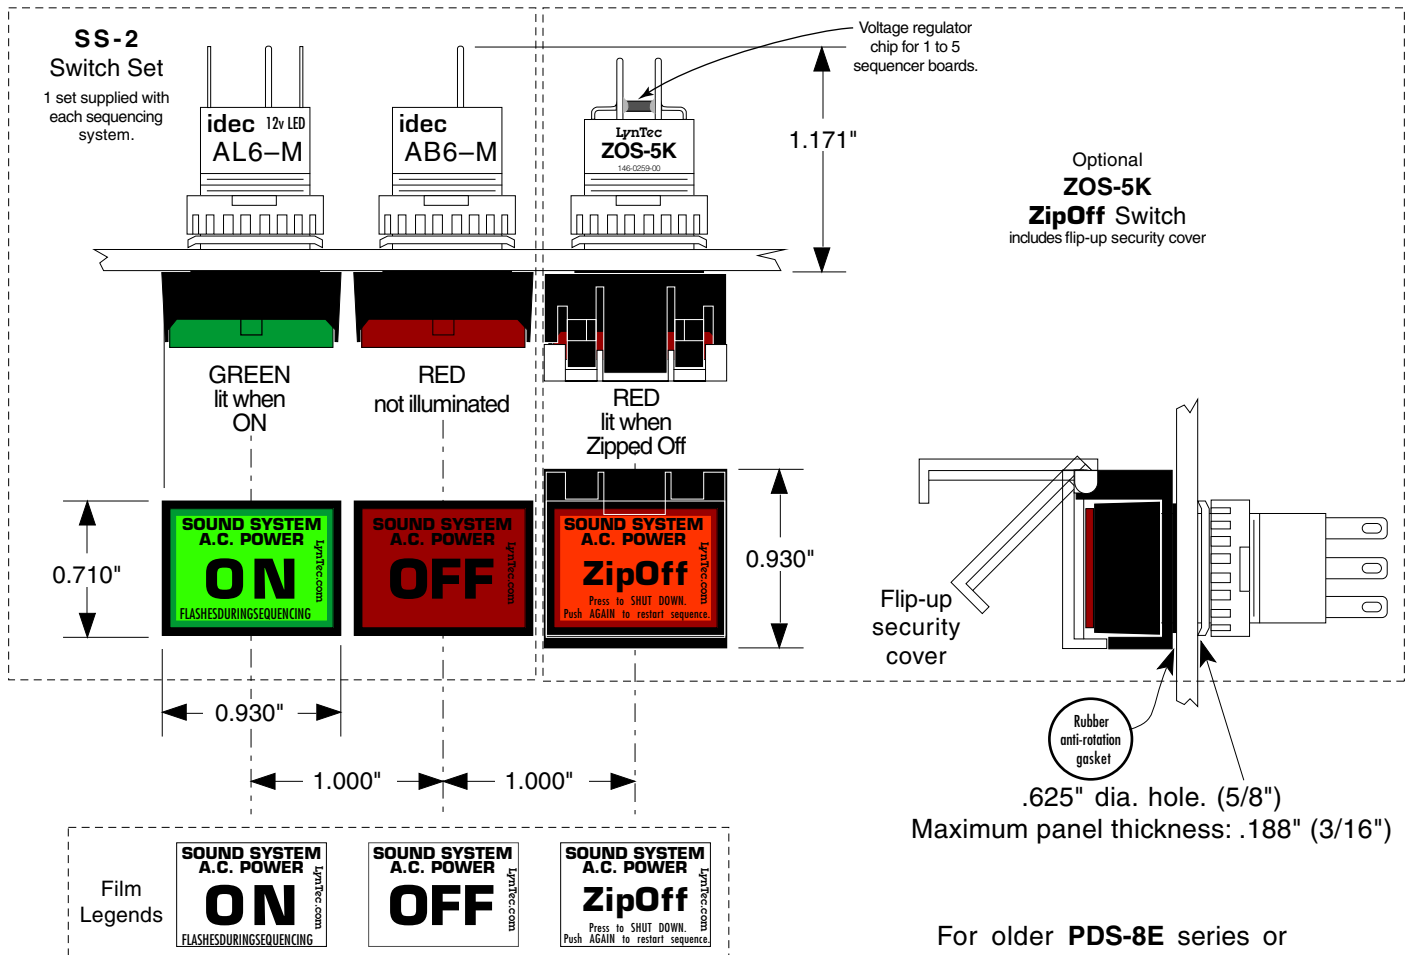 SS-2
Switch Set
1 set supplied with
each sequencing
system.
idec 12v LED
AL6–M
idec
AB6–M
LynTec
ZOS-5K
146-0259-00
Voltage regulator
chip for 1 to 5
sequencer boards.
1.171"
Optional
ZOS-5K
ZipOff Switch
includes flip-up security cover
GREEN
lit when
ON
RED
not illuminated
RED
lit when
Zipped Off
0.710"
SOUND SYSTEM
A.C. POWER
ON
FLASHESDURINGSEQUENCING
LynTec.com
SOUND SYSTEM
A.C. POWER
OFF
LynTec.com
SOUND SYSTEM
A.C. POWER
ZipOff
Press to SHUT DOWN.
Push AGAIN to restart sequence.
LynTec.com
0.930"
Flip-up
security
cover
0.930"
1.000"
1.000"
Rubber
anti-rotation
gasket
.625" dia. hole. (5/8")
Maximum panel thickness: .188" (3/16")
Film
Legends
SOUND SYSTEM
A.C. POWER
ON
FLASHESDURINGSEQUENCING
LynTec.com
SOUND SYSTEM
A.C. POWER
OFF
LynTec.com
SOUND SYSTEM
A.C. POWER
ZipOff
Press to SHUT DOWN.
Push AGAIN to restart sequence.
LynTec.com
For older PDS-8E series or